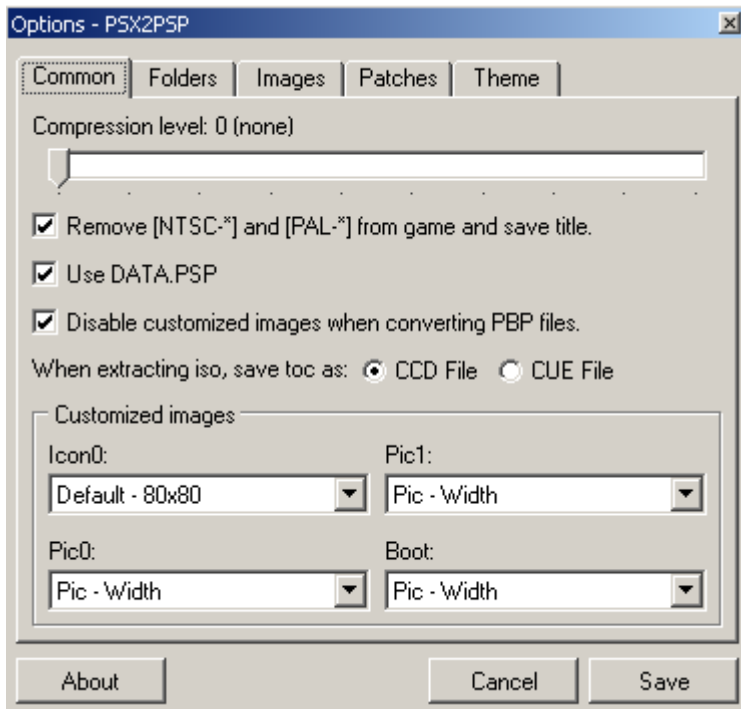 Options - PSX2PSP
Common Folders Images Patches Theme
Compression level: 0 (none)
Remove [NTSC-*] and [PAL-*] from game and save title.
Use DATA.PSP
Disable customized images when converting PBP files.
When extracting iso, save toc as: CCD File CUE File
Customized images
Icon0: Pic1:
Default - 80x80 Pic - Width
Pic0: Boot:
Pic - Width Pic - Width
About Cancel Save